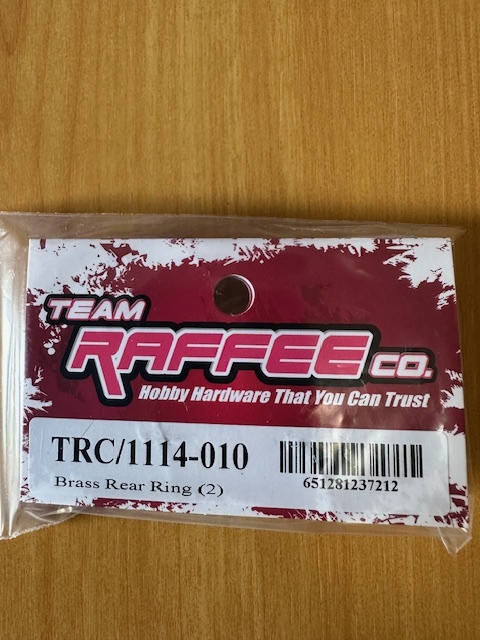 TEAM
RAFFEE CO.
Hobby Hardware That You Can Trust
TRC/1114-010
Brass Rear Ring (2)
651281237212